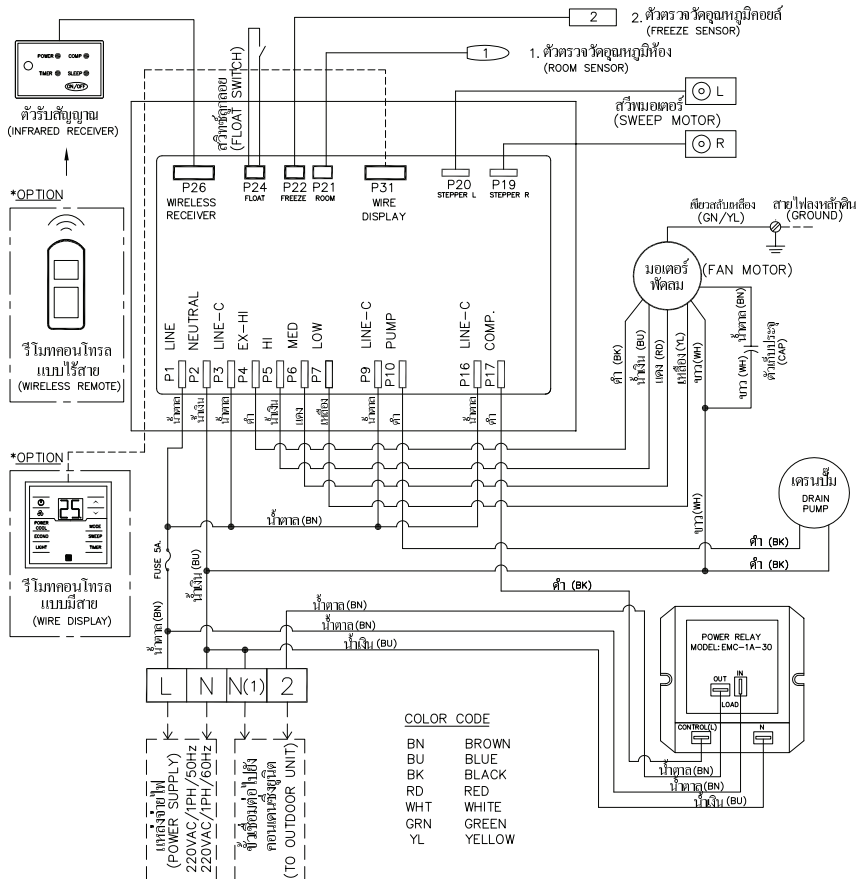 2
2. ตัวตรวจวัดอุณหภูมิคอยล์
(FREEZE SENSOR)
1
1. ตัวตรวจวัดอุณหภูมิห้อง
(ROOM SENSOR)
POWER COMP
TIMER SLEEP
ON/OFF
ตัวรับสัญญาณ
(INFRARED RECEIVER)
สวิทช์ลูกลอย
(FLOAT SWITCH)
L
สวีพมอเตอร์
(SWEEP MOTOR)
R
P26
WIRELESS
RECEIVER
P24
FLOAT
P22
FREEZE
P21
ROOM
P31
WIRE
DISPLAY
P20
STEPPER L
P19
STEPPER R
*OPTION
รีโมทคอนโทรล
แบบไร้สาย
(WIRELESS REMOTE)
เขียวสลับเหลือง
(GN/YL)
สายไฟลงหลักดิน
(GROUND)
มอเตอร์
พัดลม
(FAN MOTOR)
LINE
NEUTRAL
LINE-C
EX-HI
HI
MED
LOW
LINE-C
PUMP
LINE-C
COMP.
P1
P2
P3
P4
P5
P6
P7
P9
P10
P16
P17
น้ำตาล
น้ำเงิน
น้ำตาล
ดำ
น้ำเงิน
แดง
เหลือง
น้ำตาล
ดำ
น้ำตาล
ดำ
ดำ (BK)
น้ำเงิน (BU)
แดง (RD)
เหลือง (YL)
ขาว (WH)
น้ำตาล (BN)
ขาว (WH)
ตัวเก็บประจุ
(CAP)
*OPTION
25
POWER
COOL
MODE
ECONO
SWEEP
LIGHT
TIMER
รีโมทคอนโทรล
แบบมีสาย
(WIRE DISPLAY)
เดรนปั๊ม
DRAIN
PUMP
น้ำตาล (BN)
ขาว (WH)
FUSE 5A.
น้ำเงิน (BU)
น้ำตาล (BN)
ดำ (BK)
ดำ (BK)
ดำ (BK)
น้ำตาล (BN)
น้ำตาล (BN)
น้ำเงิน (BU)
L N N(1) 2
POWER RELAY
MODEL: EMC-1A-30
OUT
IN
LOAD
CONTROL(L)
N
น้ำตาล (BN)
น้ำตาล (BN)
น้ำเงิน (BU)
แหล่งจ่ายไฟ
(POWER SUPPLY)
220VAC/1PH/50Hz
220VAC/1PH/60Hz
ขั้วเชื่อมต่อไปยัง
คอนเดนซิ่งยูนิต
(TO OUTDOOR UNIT)
COLOR CODE
BN BROWN
BU BLUE
BK BLACK
RD RED
WHT WHITE
GRN GREEN
YL YELLOW